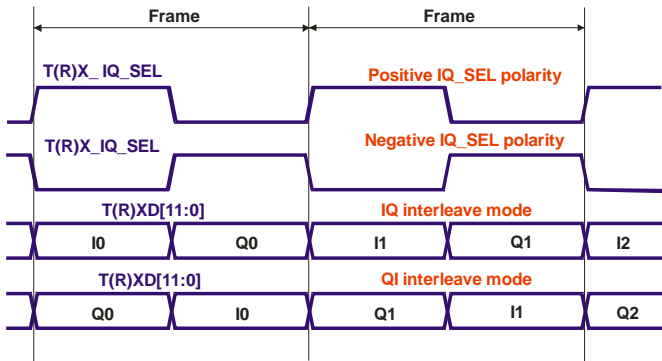 Frame Frame
T(R)X_ IQ_SEL Positive IQ_SEL polarity
T(R)X_IQ_SEL Negative IQ_SEL polarity
T(R)XD[11:0] IQ interleave mode
I0 Q0 I1 Q1 I2
T(R)XD[11:0] QI interleave mode
Q0 I0 Q1 I1 Q2